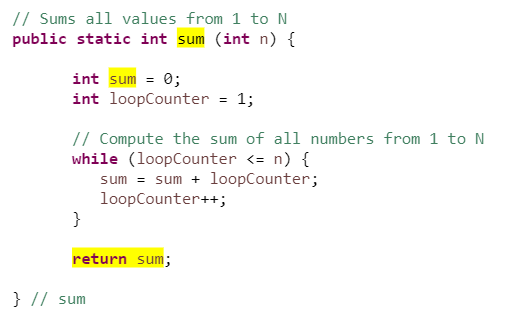 // Sums all values from 1 to N
public static int sum (int n) {
int sum = 0;
int loopCounter = 1;
// Compute the sum of all numbers from 1 to N
while (loopCounter <= n) {
sum = sum + loopCounter;
loopCounter++;
}
return sum;
} // sum